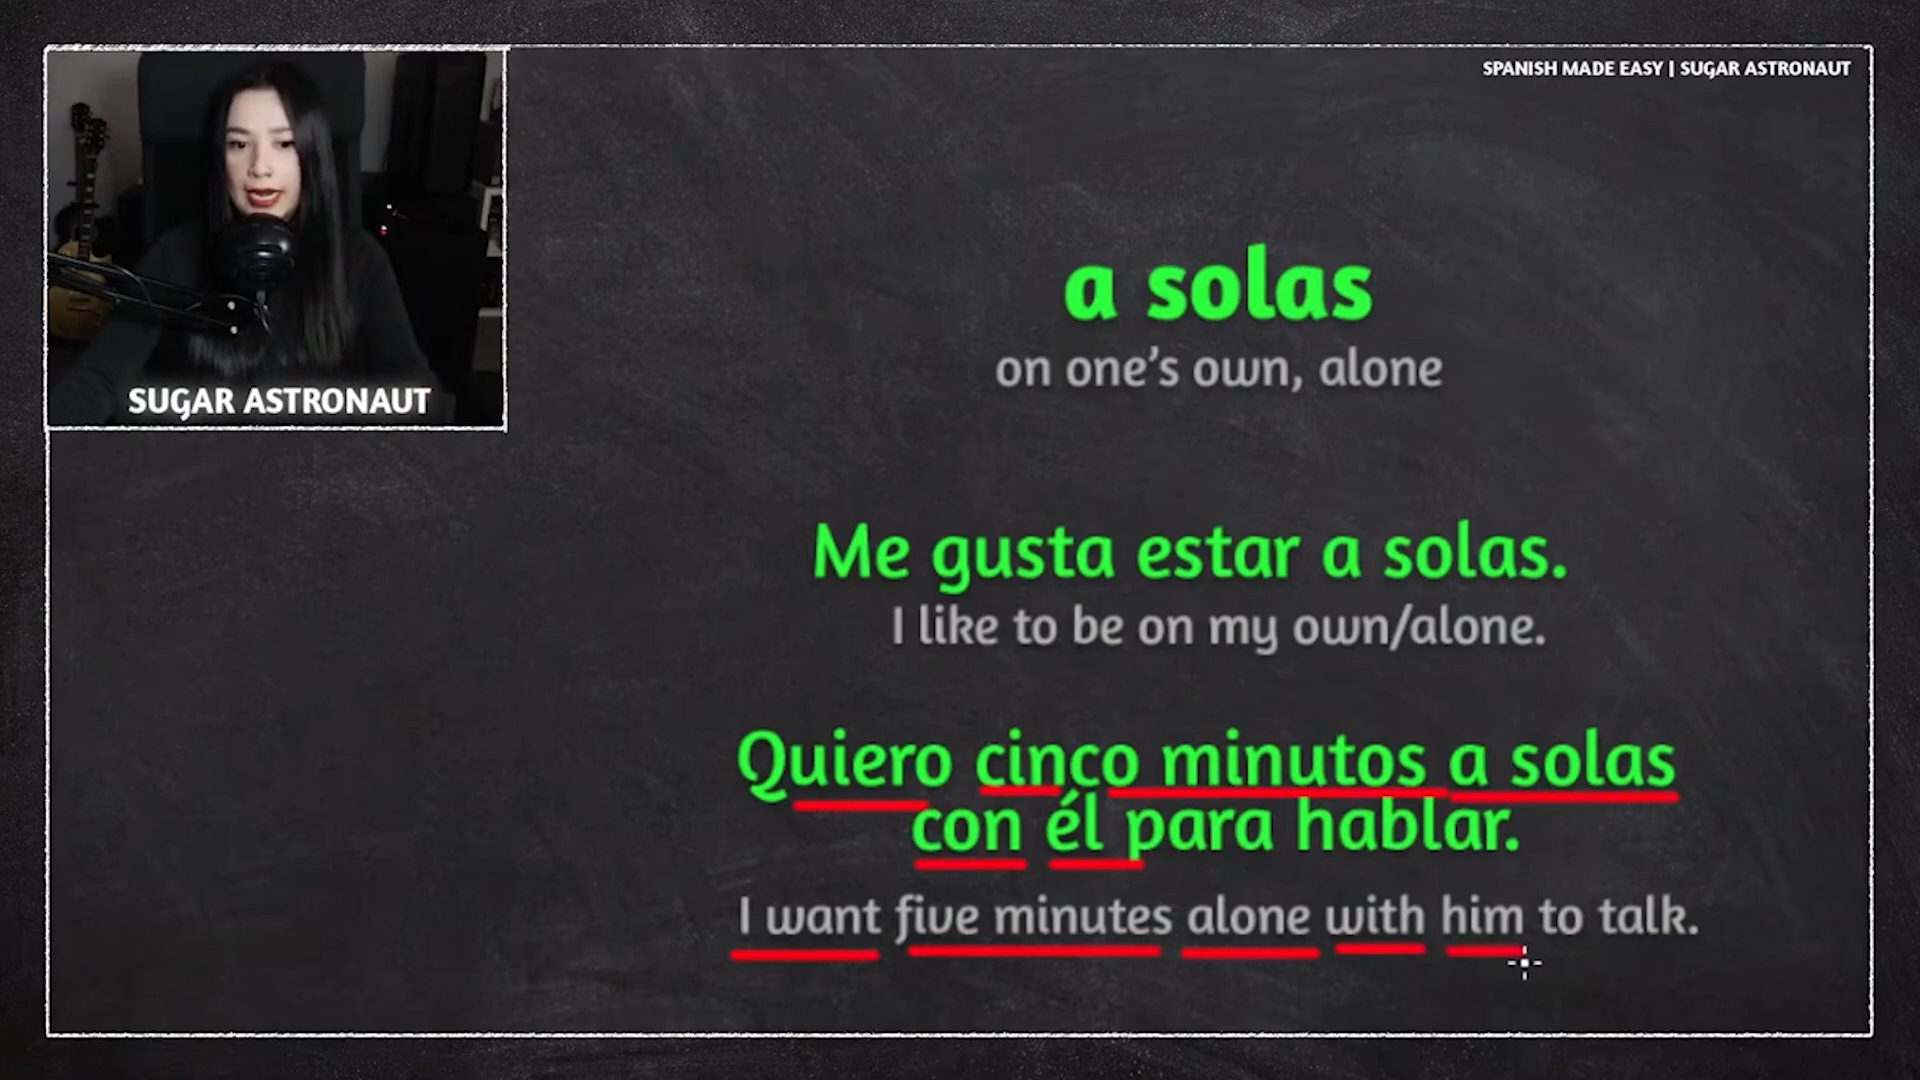 SPANISH MADE EASY | SUGAR ASTRONAUT
SUGAR ASTRONAUT
a solas
on one's own, alone
Me gusta estar a solas.
I like to be on my own/alone.
Quiero cinco minutos a solas
con él para hablar.
I want five minutes alone with him to talk.